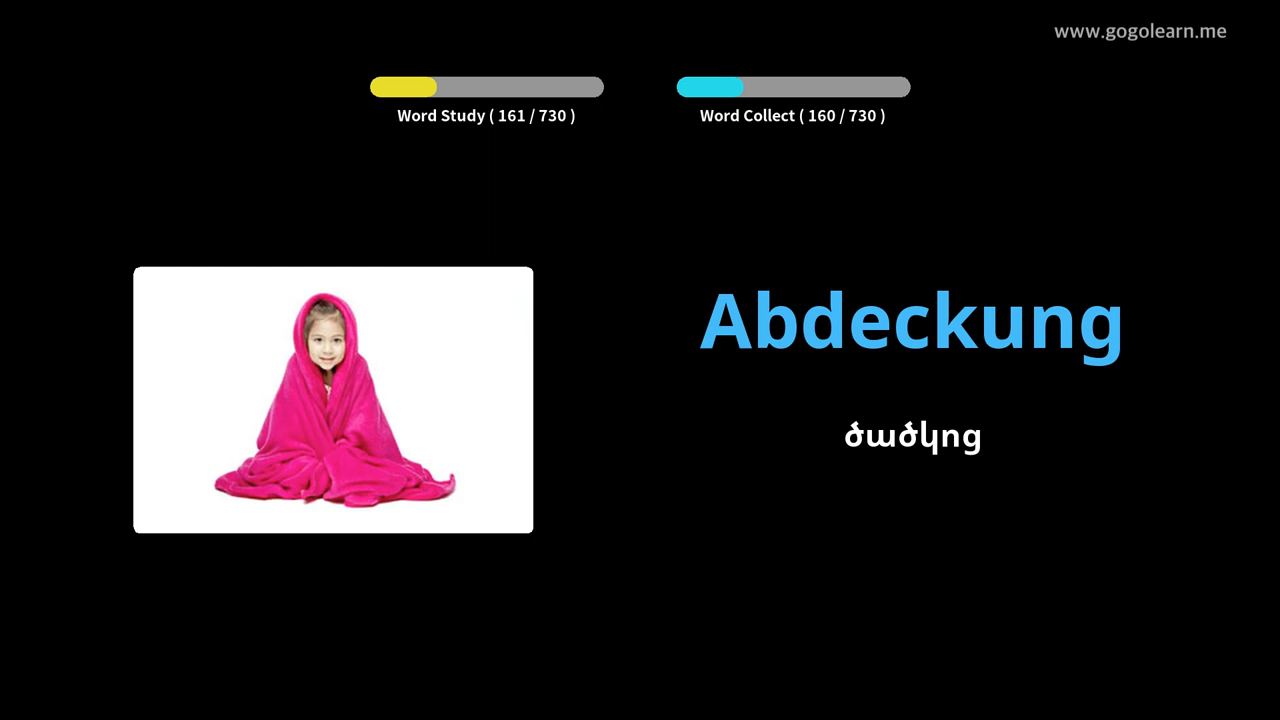 www.gogolearn.me
Word Study ( 161 / 730 )
Word Collect ( 160 / 730 )
Abdeckung
ծածկոց